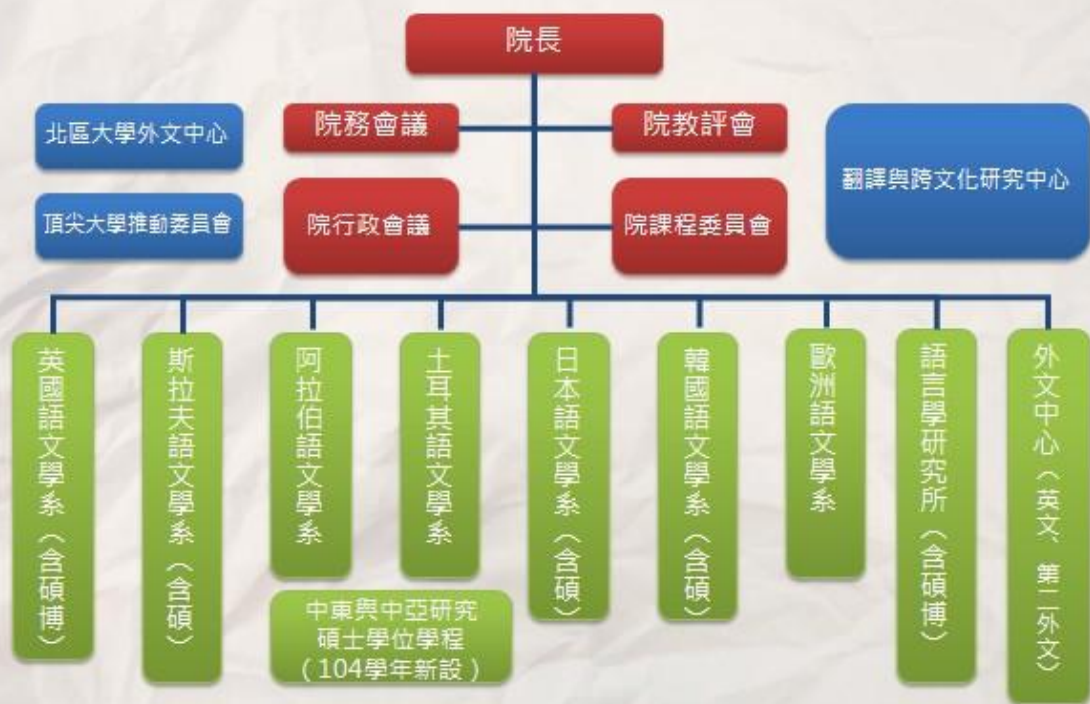 院長
北區大學外文中心
院務會議
院教評會
翻譯與跨文化研究中心
頂尖大學推動委員會
院行政會議
院課程委員會
英國語文學系（含碩博）
斯拉夫語文學系（含碩）
阿拉伯語文學系
土耳其語文學系
日本語文學系（含碩）
韓國語文學系（含碩）
歐洲語文學系
語言學研究所（含碩博）
外文中心（英文、第二外文）
中東與中亞研究
碩士學位學程
（104學年新設）